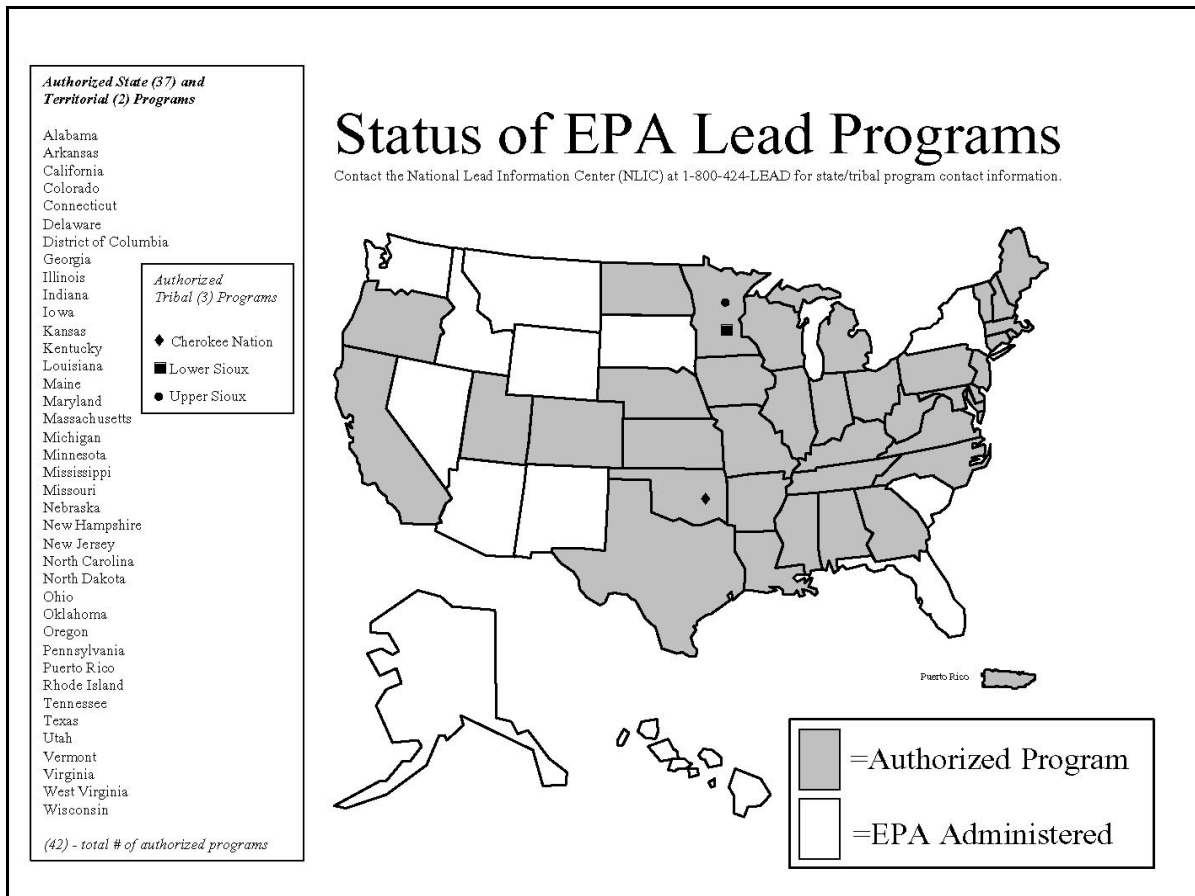 Authorized State (37) and
Territorial (2) Programs
Alabama
Arkansas
California
Colorado
Connecticut
Delaware
District of Columbia
Georgia
Illinois
Indiana
Iowa
Kansas
Kentucky
Louisiana
Maine
Maryland
Massachusetts
Michigan
Minnesota
Mississippi
Missouri
Nebraska
New Hampshire
New Jersey
North Carolina
North Dakota
Ohio
Oklahoma
Oregon
Pennsylvania
Puerto Rico
Rhode Island
Tennessee
Texas
Utah
Vermont
Virginia
West Virginia
Wisconsin
(42) - total # of authorized programs
Authorized
Tribal (3) Programs
Cherokee Nation
Lower Sioux
Upper Sioux
Status of EPA Lead Programs
Contact the National Lead Information Center (NLIC) at 1-800-424-LEAD for state/tribal program contact information.
Puerto Rico
=Authorized Program
=EPA Administered